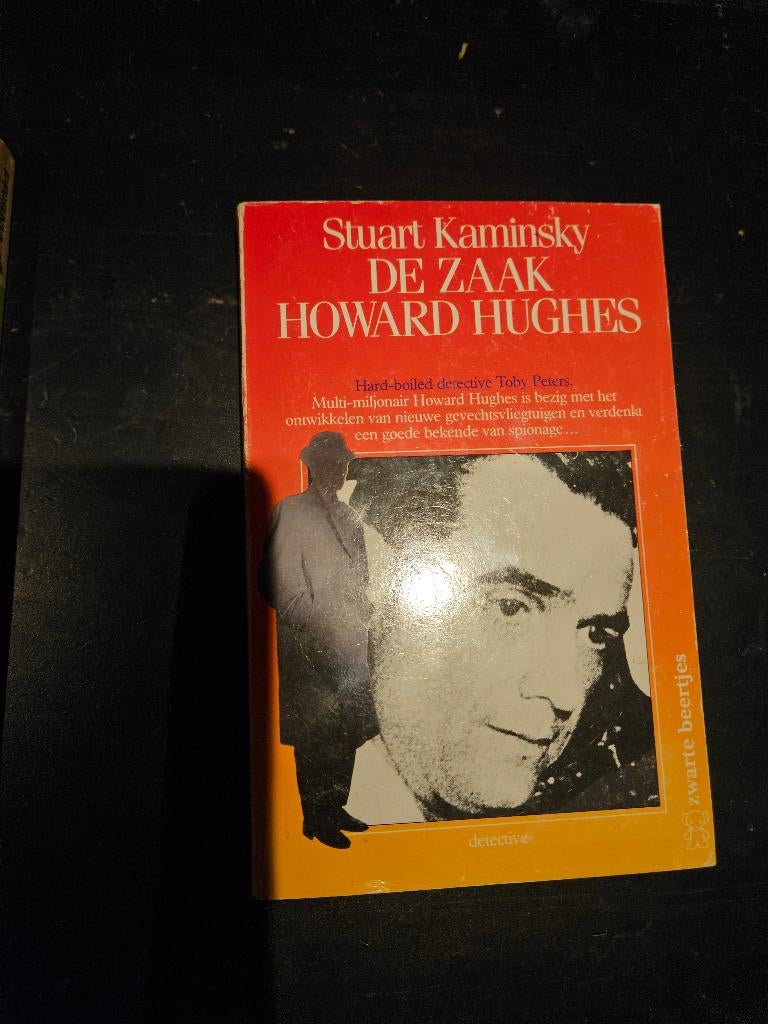 Stuart Kaminsky
DE ZAAK
HOWARD HUGHES
Hard-boiled detective Toby Peters.
Multi-miljonair Howard Hughes is bezig met het
ontwikkelen van nieuwe gevechtsvliegtuigen en verdenkt
een goede bekende van spionage...
zwarte beertjes
detective